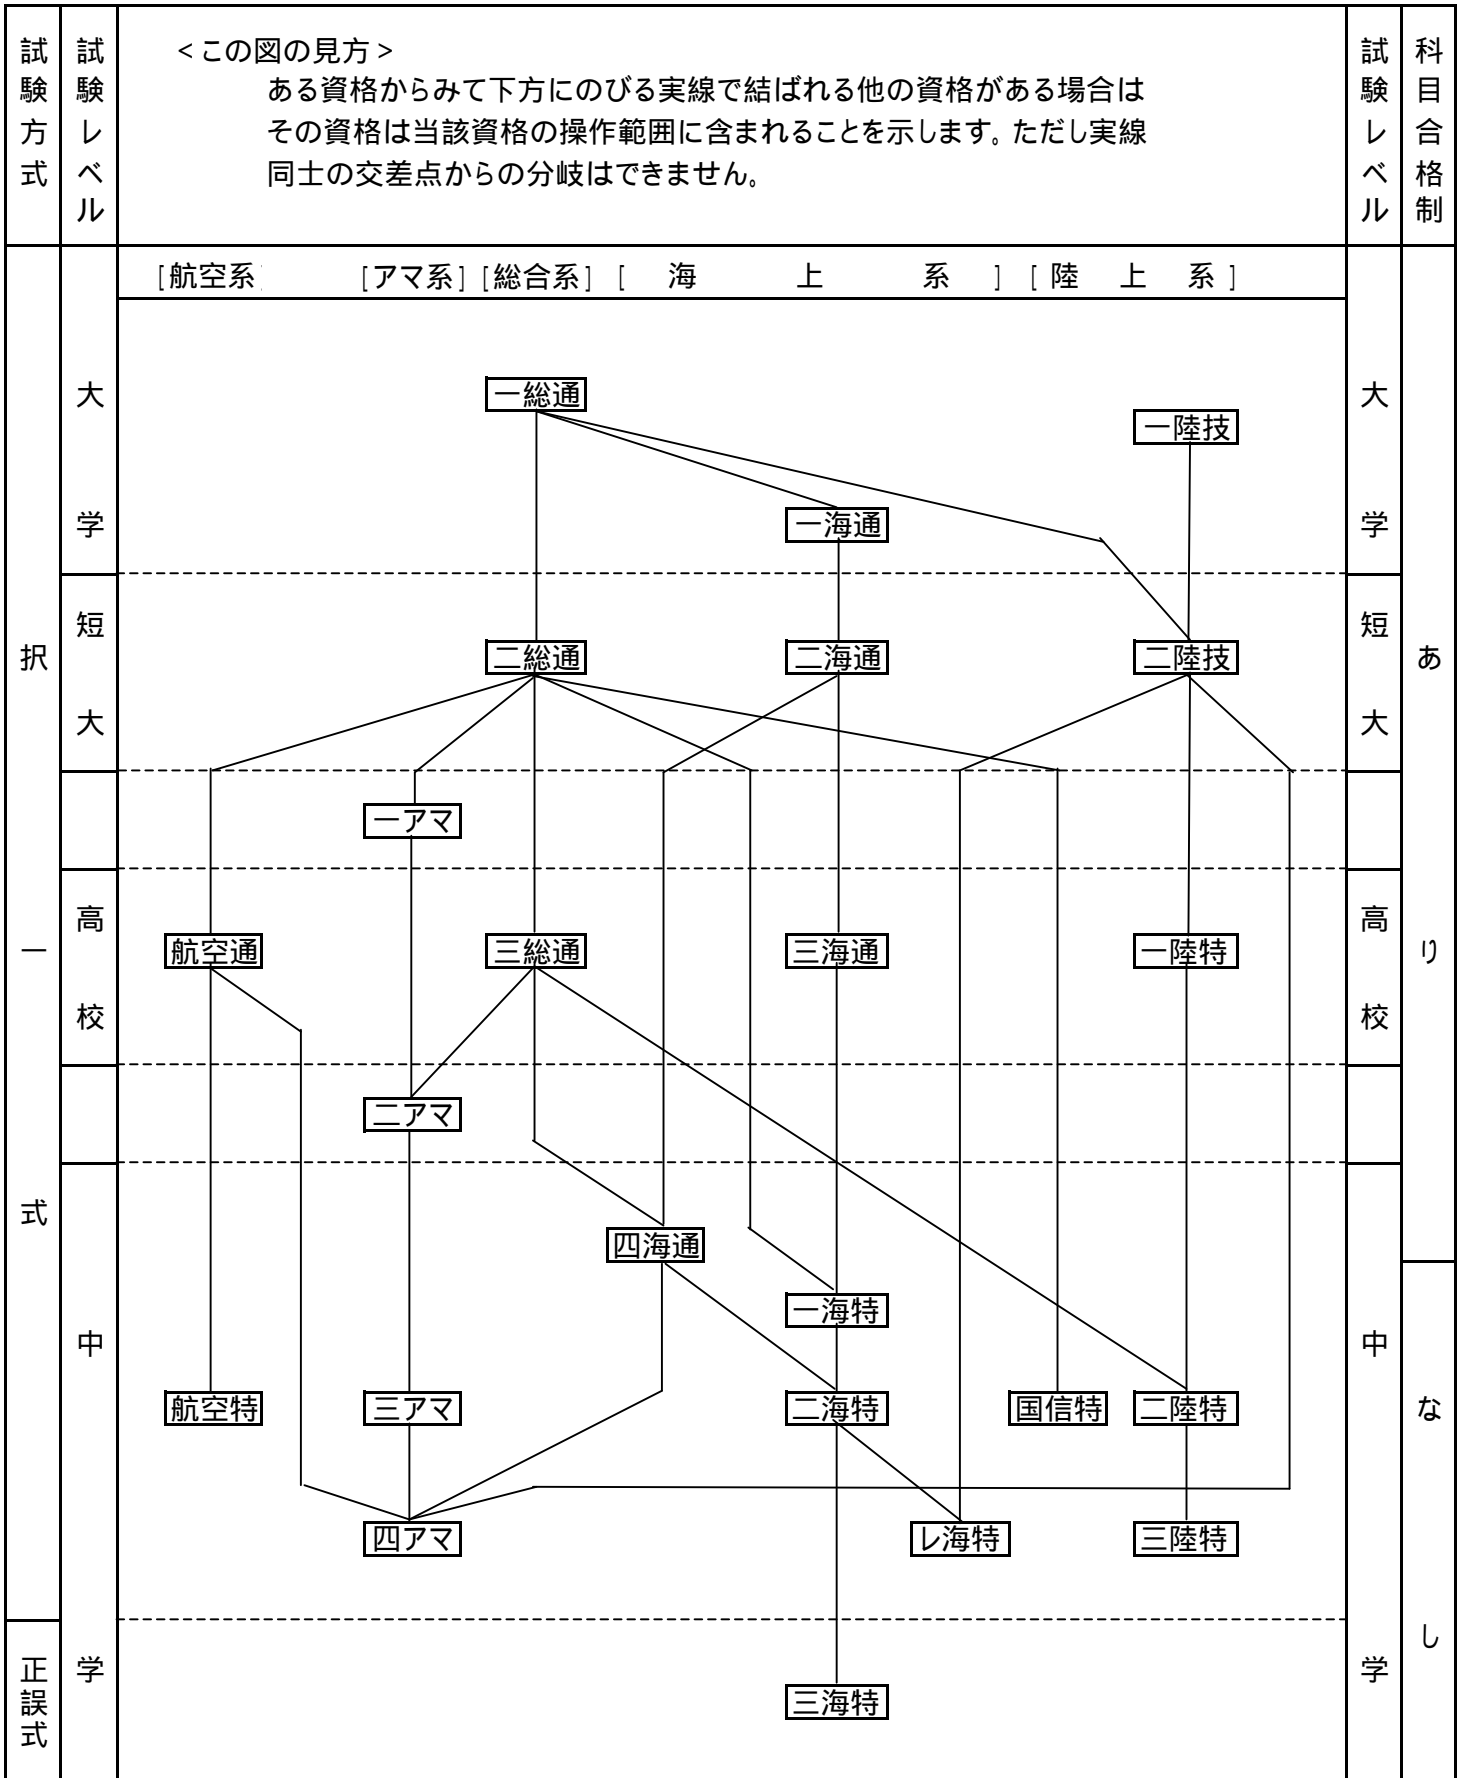 試験方式
試験レベル
<この図の見方>
ある資格からみて下方にのびる実線で結ばれる他の資格がある場合は
その資格は当該資格の操作範囲に含まれることを示します。ただし実線
同士の交差点からの分岐はできません。
試験レベル
科目合格制
[航空系] [アマ系] [総合系] [ 海 上 系 ] [ 陸 上 系 ]
択一式
正誤式
大学
短大
高校
中学
一総通
一陸技
一海通
二総通 二海通 二陸技
一アマ
航空通 三総通 三海通 一陸特
二アマ
四海通
一海特
航空特 三アマ 二海特 国信特 二陸特
四アマ レ海特 三陸特
三海特
大学
短大
高校
中学
あり
なし